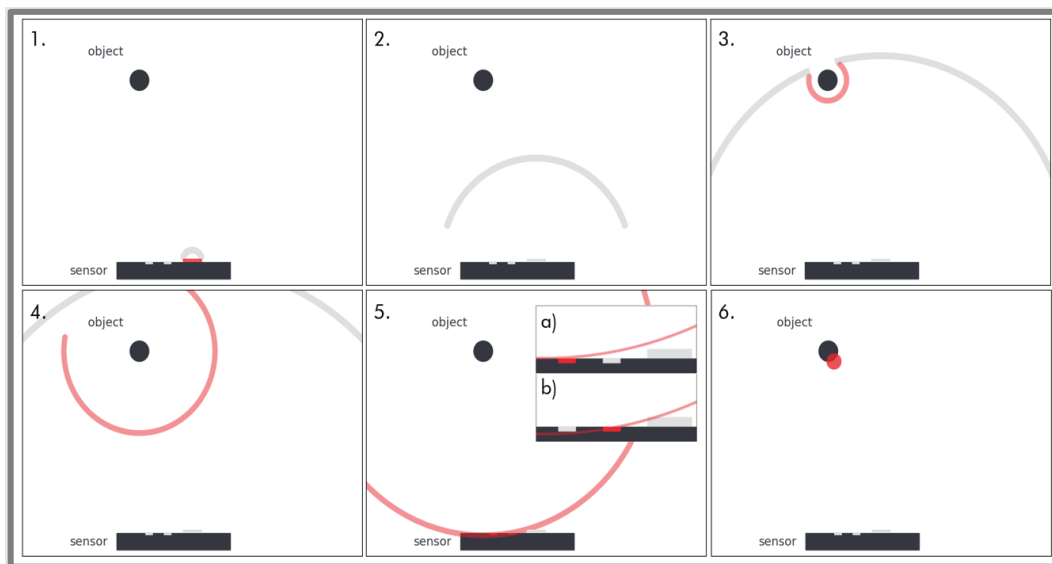 1.
object
sensor
2.
object
sensor
3.
object
sensor
4.
object
sensor
5.
object
a)
b)
sensor
6.
object
sensor